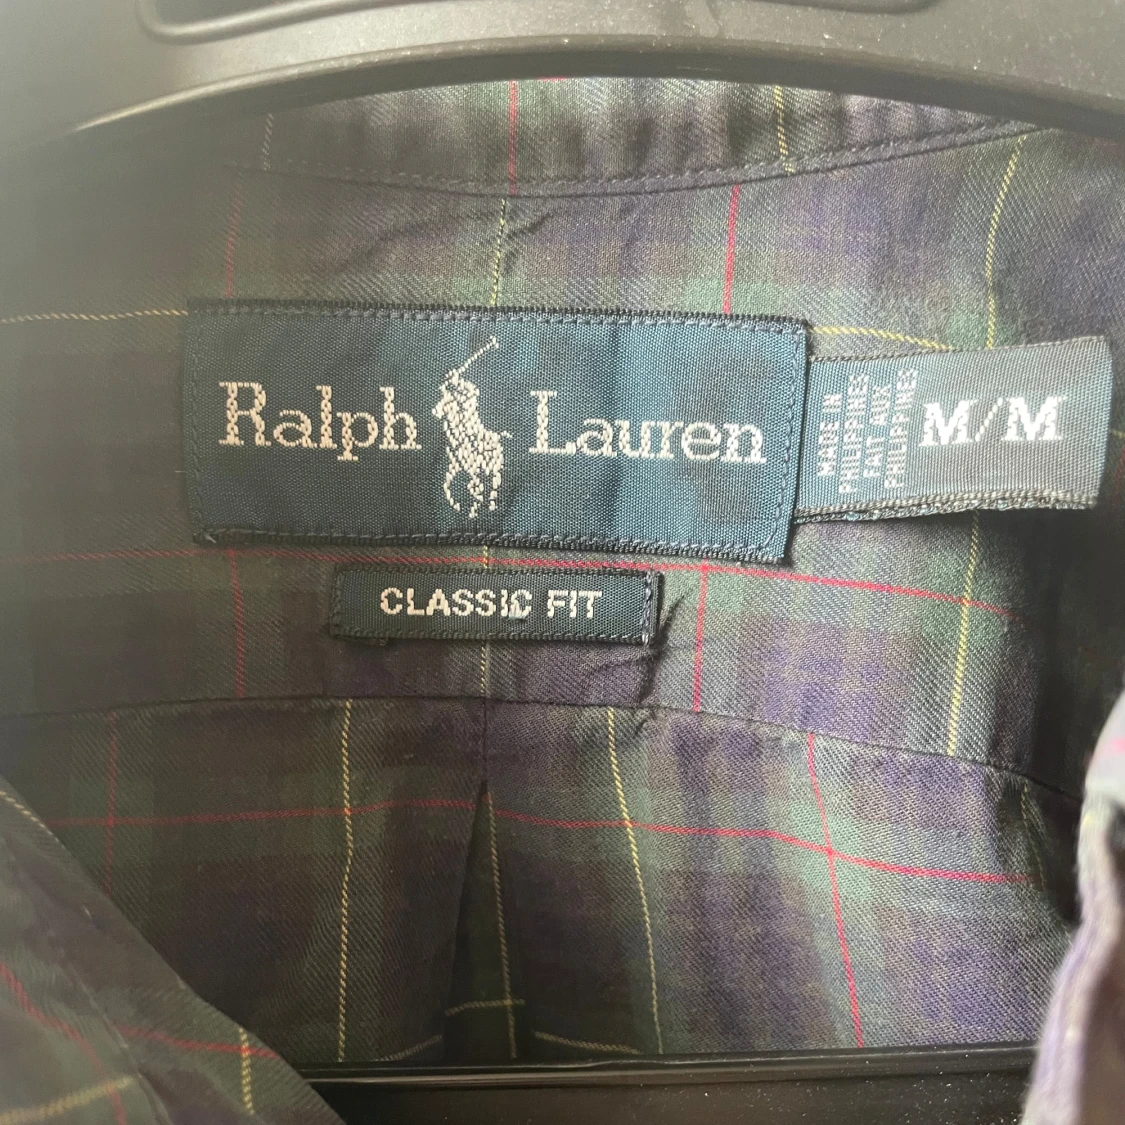 Ralph Lauren
MADE IN
PHILIPPINES
FAIT AUX
PHILIPPINES
M/M
CLASSIC FIT